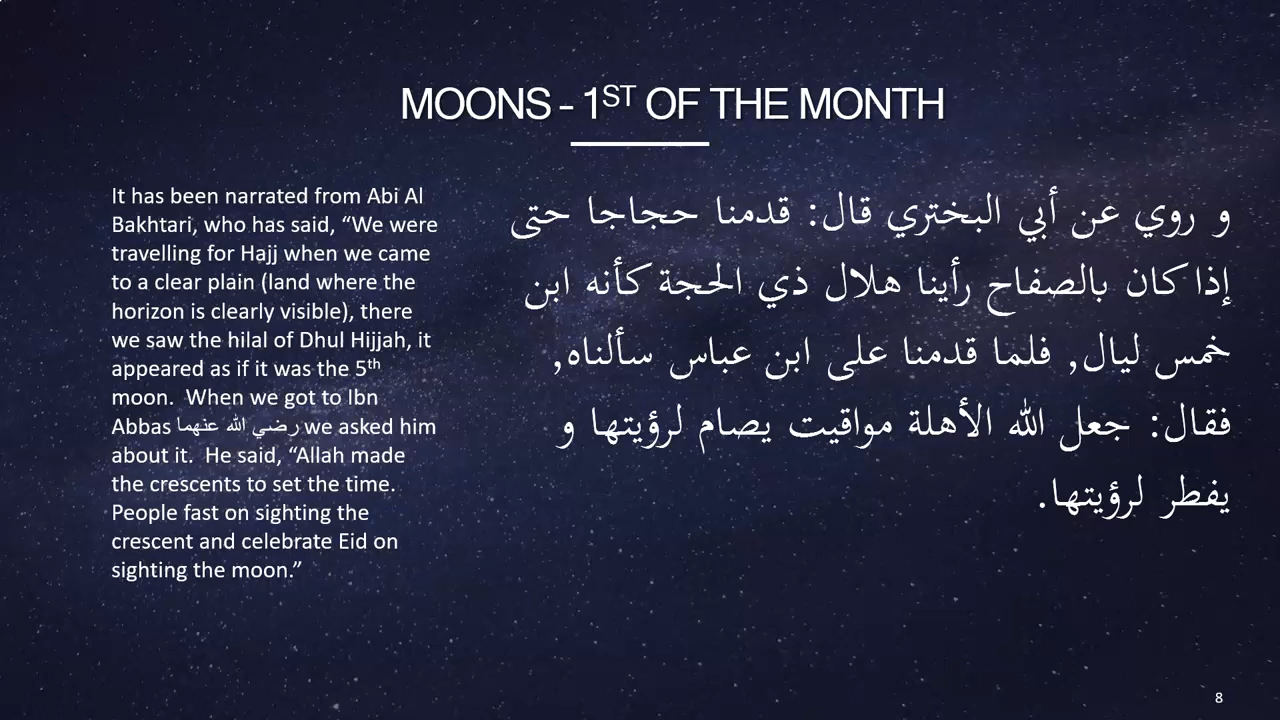 MOONS - 1ST OF THE MONTH
It has been narrated from Abi Al
Bakhtari, who has said, “We were
travelling for Hajj when we came
to a clear plain (land where the
horizon is clearly visible), there
we saw the hilal of Dhul Hijjah, it
appeared as if it was the 5th
moon.  When we got to Ibn
Abbas رضي الله عنهما we asked him
about it.  He said, “Allah made
the crescents to set the time.
People fast on sighting the
crescent and celebrate Eid on
sighting the moon.”
و روي عن أبي البختري قال: قدمنا حجاجا حتى
إذا كان بالصفاح رأينا هلال ذي الحجة كأنه ابن
خمس ليال, فلما قدمنا على ابن عباس سألناه,
فقال: جعل الله الأهلة مواقيت يصام لرؤيتها و
يفطر لرؤيتها.
8